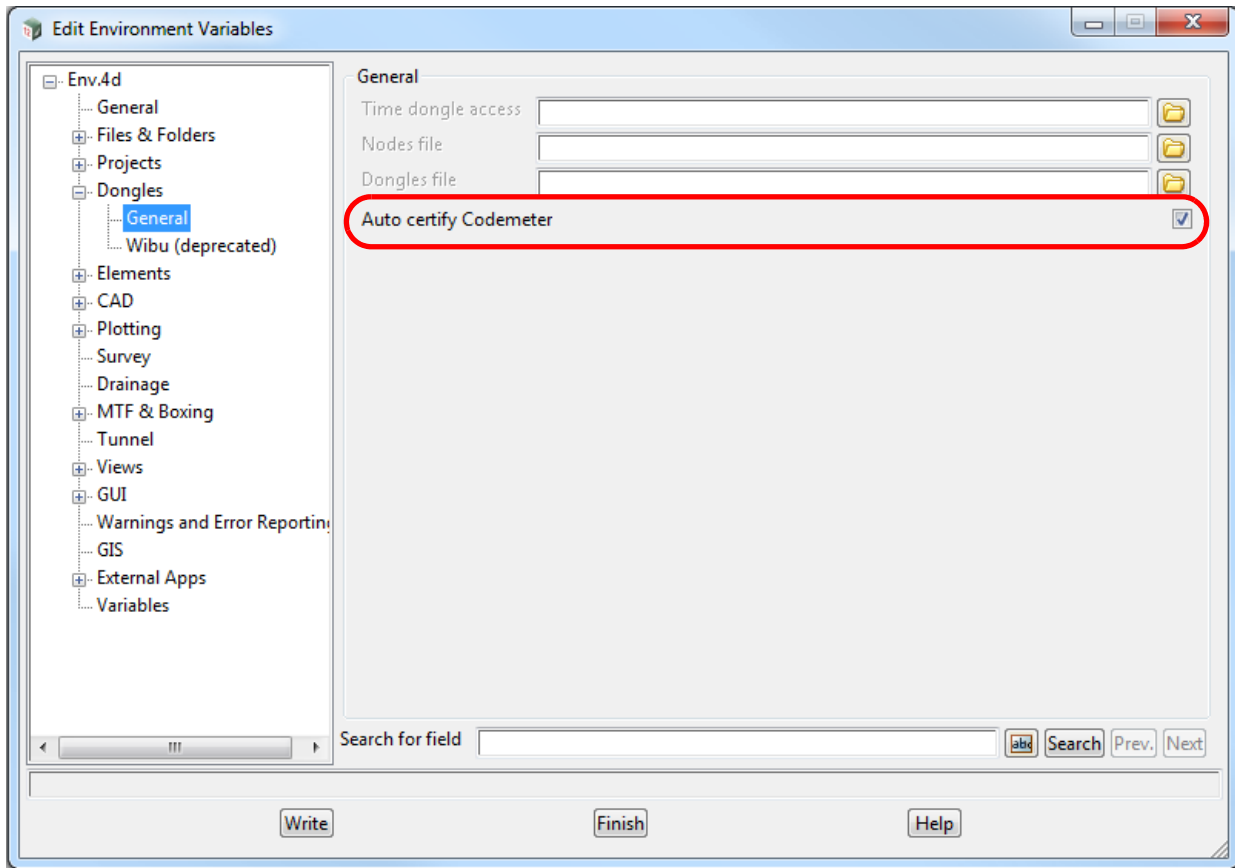 Edit Environment Variables
Env.4d
General
Files & Folders
Projects
Dongles
General
Wibu (deprecated)
Elements
CAD
Plotting
Survey
Drainage
MTF & Boxing
Tunnel
Views
GUI
Warnings and Error Reporting
GIS
External Apps
Variables
General
Time dongle access
Nodes file
Dongles file
Auto certify Codemeter
Search for field
abc Search Prev. Next
Write Finish Help